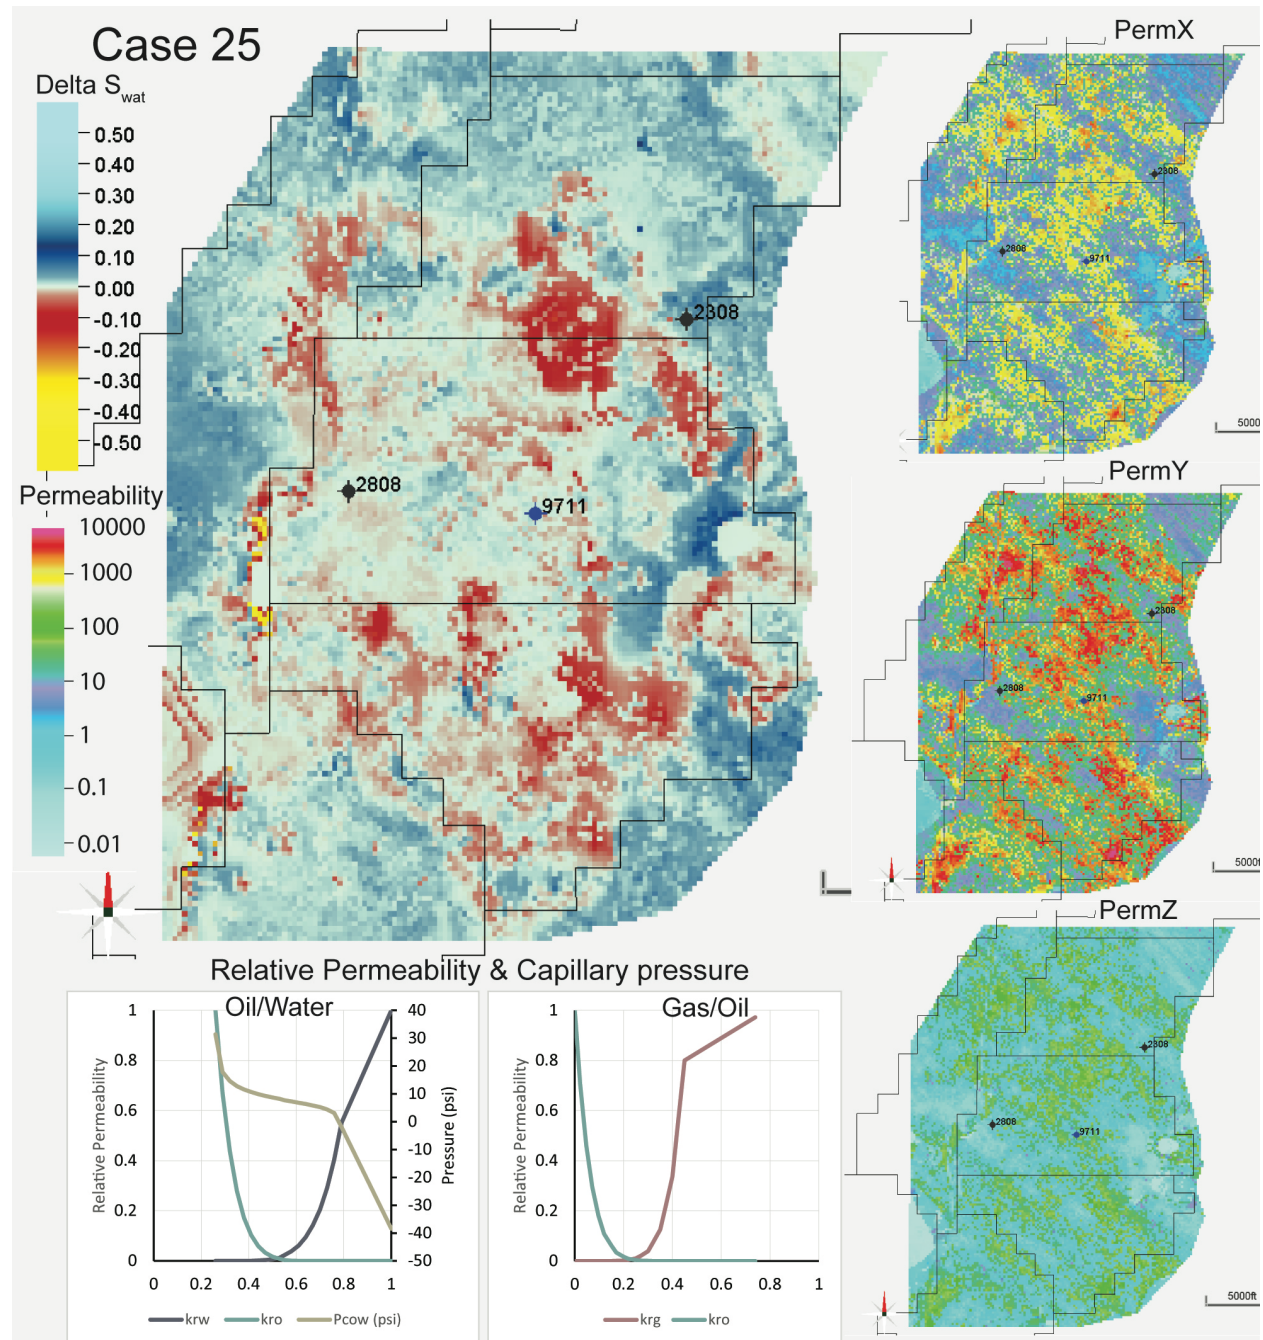 Case 25
Delta Swat
0.50
0.40
0.30
0.20
0.10
0.00
-0.10
-0.20
-0.30
-0.40
-0.50
Permeability
10000
1000
100
10
1
0.1
0.01
2308
2808
9711
PermX
2308
2808
9711
5000
PermY
2308
2808
9711
5000ft
PermZ
2308
2808
9711
5000ft
Relative Permeability & Capillary pressure
Oil/Water
Relative Permeability
1
0.8
0.6
0.4
0.2
0
0 0.2 0.4 0.6 0.8 1
40
30
20
10
0
-10
-20
-30
-40
-50
Pressure (psi)
krw kro Pcow (psi)
Gas/Oil
Relative Permeability
1
0.8
0.6
0.4
0.2
0
0 0.2 0.4 0.6 0.8 1
krg kro